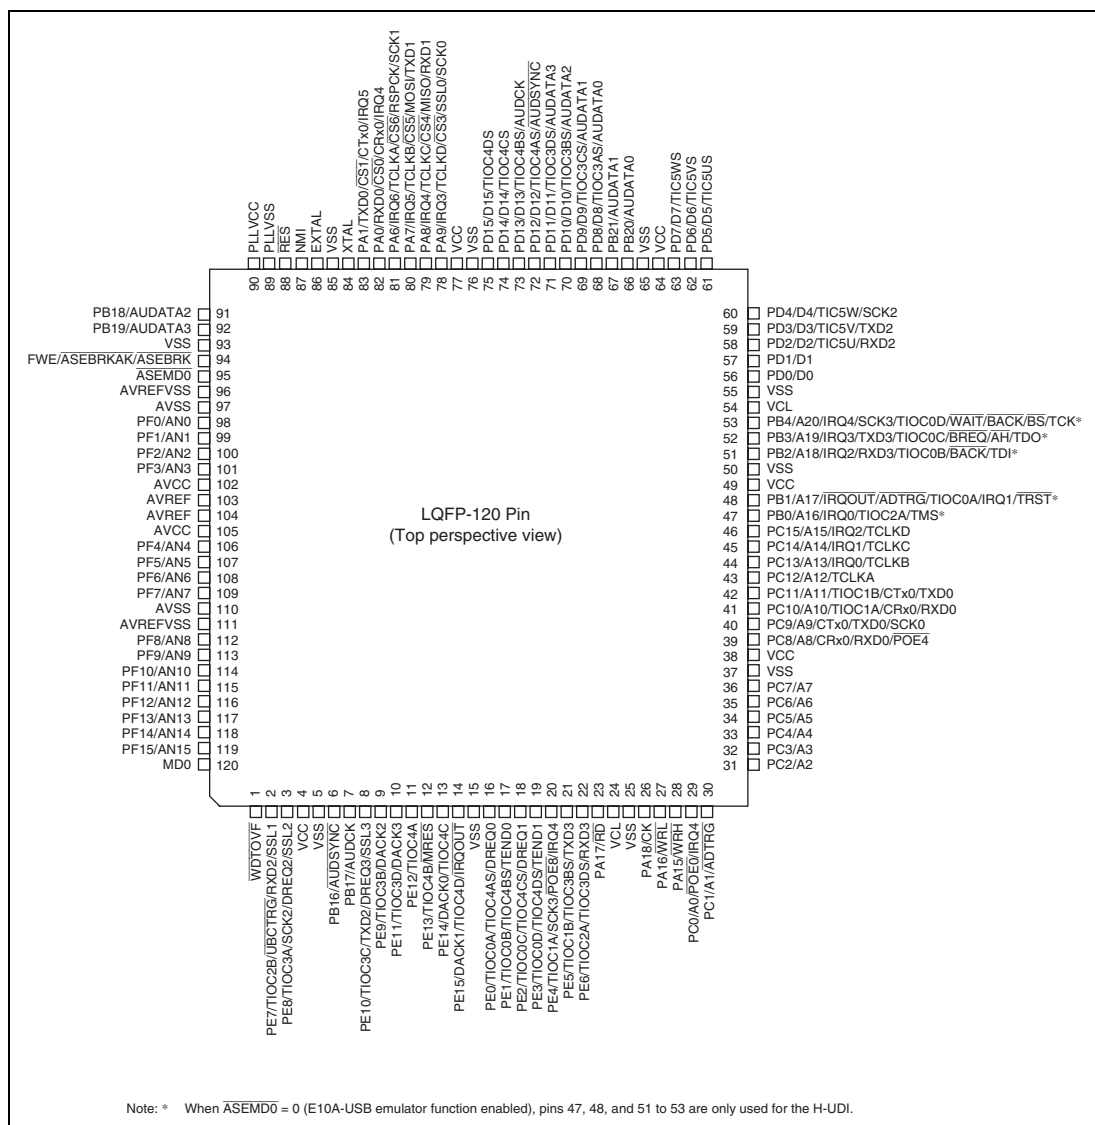 PLLVCC
PLLVSS
RES
NMI
EXTAL
VSS
XTAL
PA1/TXD0/CS1/CTx0/IRQ5
PA0/RXD0/CS0/CRx0/IRQ4
PA6/IRQ6/TCLKA/CS6/RSPCK/SCK1
PA7/IRQ5/TCLKB/CS5/MOSI/TXD1
PA8/IRQ4/TCLKC/CS4/MISO/RXD1
PA9/IRQ3/TCLKD/CS3/SSL0/SCK0
VCC
VSS
PD15/D15/TIOC4DS
PD14/D14/TIOC4CS
PD13/D13/TIOC4BS/AUDCK
PD12/D12/TIOC4AS/AUDSYNC
PD11/D11/TIOC3DS/AUDATA3
PD10/D10/TIOC3BS/AUDATA2
PD9/D9/TIOC3CS/AUDATA1
PD8/D8/TIOC3AS/AUDATA0
PB21/AUDATA1
PB20/AUDATA0
VSS
VCC
PD7/D7/TIC5WS
PD6/D6/TIC5VS
PD5/D5/TIC5US
90
89
88
87
86
85
84
83
82
81
80
79
78
77
76
75
74
73
72
71
70
69
68
67
66
65
64
63
62
61
PB18/AUDATA2 91
PB19/AUDATA3 92
VSS 93
FWE/ASEBRKAK/ASEBRK 94
ASEMD0 95
AVREFVSS 96
AVSS 97
PF0/AN0 98
PF1/AN1 99
PF2/AN2 100
PF3/AN3 101
AVCC 102
AVREF 103
AVREF 104
AVCC 105
PF4/AN4 106
PF5/AN5 107
PF6/AN6 108
PF7/AN7 109
AVSS 110
AVREFVSS 111
PF8/AN8 112
PF9/AN9 113
PF10/AN10 114
PF11/AN11 115
PF12/AN12 116
PF13/AN13 117
PF14/AN14 118
PF15/AN15 119
MD0 120
LQFP-120 Pin
(Top perspective view)
60 PD4/D4/TIC5W/SCK2
59 PD3/D3/TIC5V/TXD2
58 PD2/D2/TIC5U/RXD2
57 PD1/D1
56 PD0/D0
55 VSS
54 VCL
53 PB4/A20/IRQ4/SCK3/TIOC0D/WAIT/BACK/BS/TCK*
52 PB3/A19/IRQ3/TXD3/TIOC0C/BREQ/AH/TDO*
51 PB2/A18/IRQ2/RXD3/TIOC0B/BACK/TDI*
50 VSS
49 VCC
48 PB1/A17/IRQOUT/ADTRG/TIOC0A/IRQ1/TRST*
47 PB0/A16/IRQ0/TIOC2A/TMS*
46 PC15/A15/IRQ2/TCLKD
45 PC14/A14/IRQ1/TCLKC
44 PC13/A13/IRQ0/TCLKB
43 PC12/A12/TCLKA
42 PC11/A11/TIOC1B/CTx0/TXD0
41 PC10/A10/TIOC1A/CRx0/RXD0
40 PC9/A9/CTx0/TXD0/SCK0
39 PC8/A8/CRx0/RXD0/POE4
38 VCC
37 VSS
36 PC7/A7
35 PC6/A6
34 PC5/A5
33 PC4/A4
32 PC3/A3
31 PC2/A2
1
2
3
4
5
6
7
8
9
10
11
12
13
14
15
16
17
18
19
20
21
22
23
24
25
26
27
28
29
30
WDTOVF
PE7/TIOC2B/UBCTRG/RXD2/SSL1
PE8/TIOC3A/SCK2/DREQ2/SSL2
VCC
VSS
PB16/AUDSYNC
PB17/AUDCK
PE10/TIOC3C/TXD2/DREQ3/SSL3
PE9/TIOC3B/DACK2
PE11/TIOC3D/DACK3
PE12/TIOC4A
PE13/TIOC4B/MRES
PE14/DACK0/TIOC4C
PE15/DACK1/TIOC4D/IRQOUT
VSS
PE0/TIOC0A/TIOC4AS/DREQ0
PE1/TIOC0B/TIOC4BS/TEND0
PE2/TIOC0C/TIOC4CS/DREQ1
PE3/TIOC0D/TIOC4DS/TEND1
PE4/TIOC1A/SCK3/POE8/IRQ4
PE5/TIOC1B/TIOC3BS/TXD3
PE6/TIOC2A/TIOC3DS/RXD3
PA17/RD
VCL
VSS
PA18/CK
PA16/WRL
PA15/WRH
PC0/A0/POE0/IRQ4
PC1/A1/ADTRG
Note: * When ASEMD0 = 0 (E10A-USB emulator function enabled), pins 47, 48, and 51 to 53 are only used for the H-UDI.